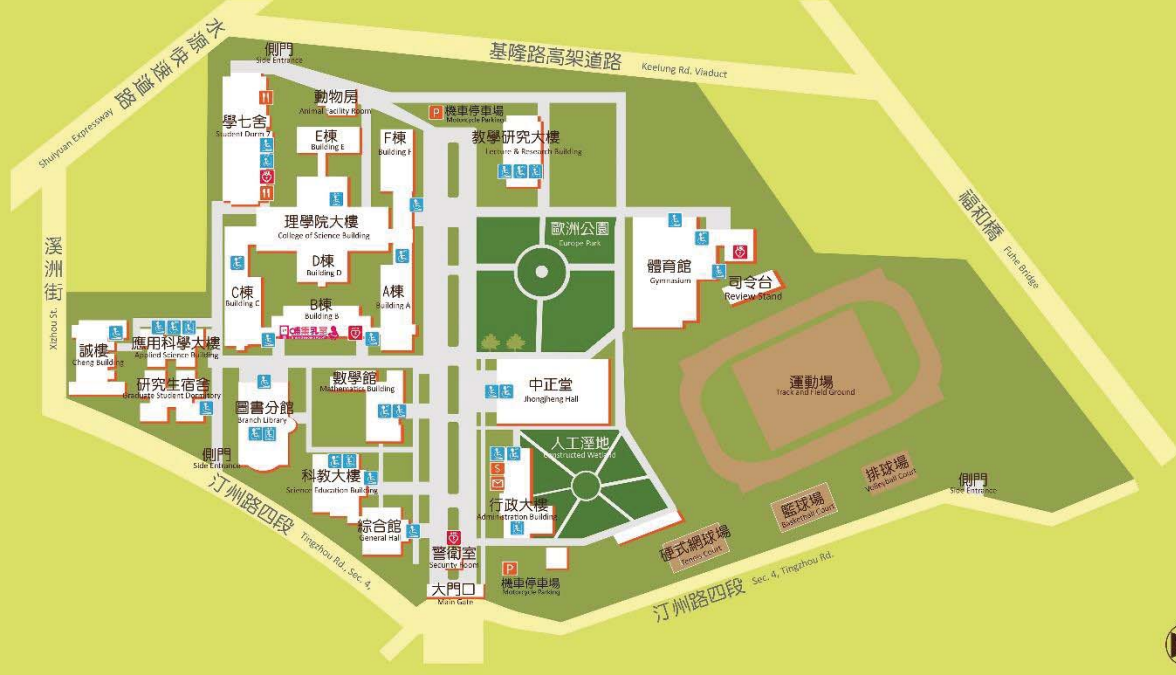 側門
Side Entrance
水源快速道路
Shuiyuan Expressway
基隆路高架道路
Keelung Rd. Viaduct
動物房
Animal Facility Room
P
機車停車場
Motorcycle Parking
學七舍
Student Dorm 7
E棟
Building E
F棟
Building F
教學研究大樓
Lecture & Research Building
福和橋
Fuhe Bridge
理學院大樓
College of Science Building
歐洲公園
Europe Park
溪洲街
Xizhou St.
D棟
Building D
體育館
Gymnasium
司令台
Review Stand
C棟
Building C
B棟
Building B
A棟
Building A
誠樓
Cheng Building
應用科學大樓
Applied Science Building
研究生宿舍
Graduate Student Dormitory
數學館
Mathematics Building
中正堂
Jhongjheng Hall
運動場
Track and Field Ground
圖書分館
Branch Library
人工溼地
Constructed Wetland
側門
Side Entrance
科教大樓
Science Education Building
$
行政大樓
Administration Building
排球場
Volleyball Court
側門
Side Entrance
籃球場
Basketball Court
綜合館
General Hall
硬式網球場
Tennis Court
警衛室
Security Room
P
機車停車場
Motorcycle Parking
大門口
Main Gate
汀州路四段
Tingzhou Rd., Sec. 4,
汀州路四段
Sec. 4, Tingzhou Rd.